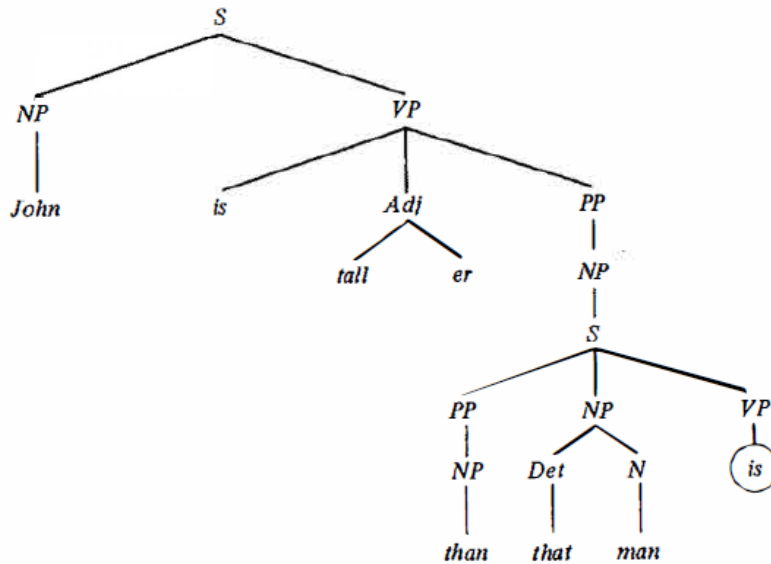 S
NP VP
John is Adj PP
tall er NP
S
PP NP VP
NP Det N is
than that man